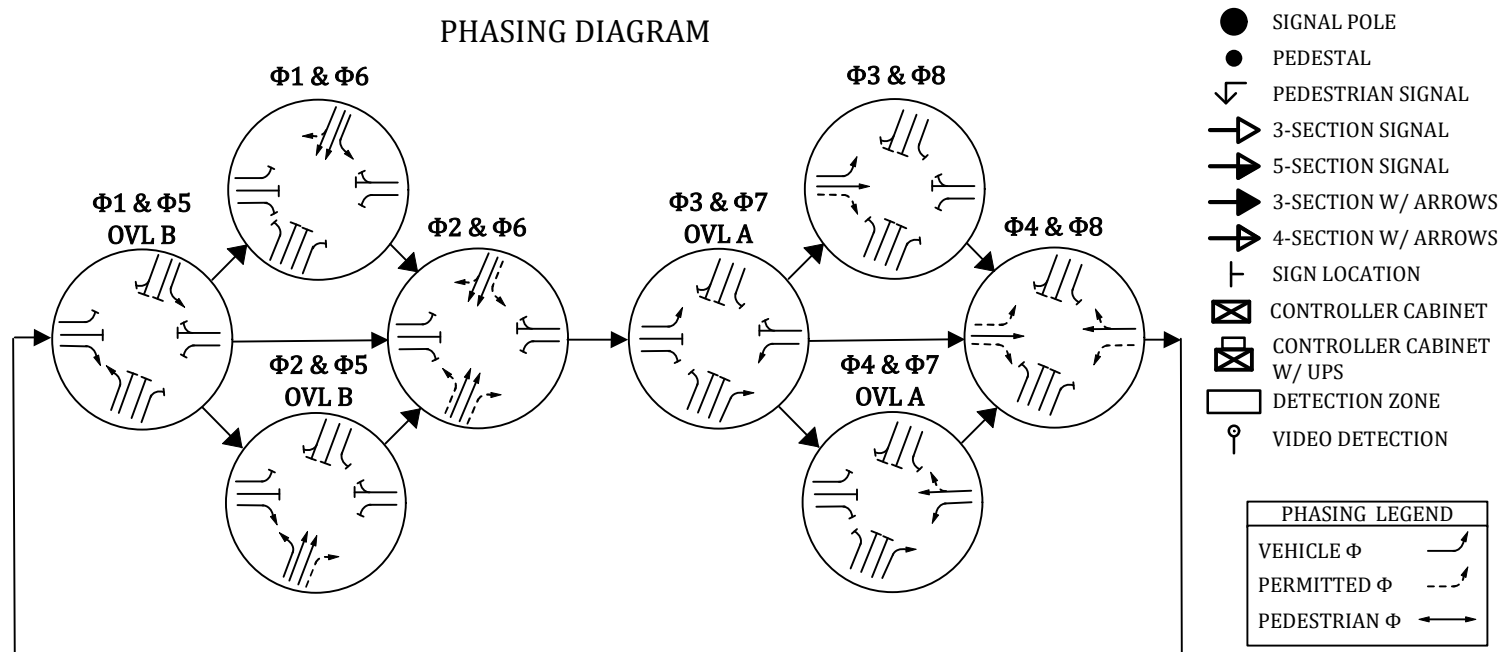 PHASING DIAGRAM
Φ1 & Φ6
Φ3 & Φ8
Φ1 & Φ5
OVL B
Φ2 & Φ6
Φ3 & Φ7
OVL A
Φ4 & Φ8
Φ2 & Φ5
OVL B
Φ4 & Φ7
OVL A
SIGNAL POLE
PEDESTAL
PEDESTRIAN SIGNAL
3-SECTION SIGNAL
5-SECTION SIGNAL
3-SECTION W/ ARROWS
4-SECTION W/ ARROWS
SIGN LOCATION
CONTROLLER CABINET
CONTROLLER CABINET
W/ UPS
DETECTION ZONE
VIDEO DETECTION
PHASING LEGEND
VEHICLE Φ
PERMITTED Φ
PEDESTRIAN Φ